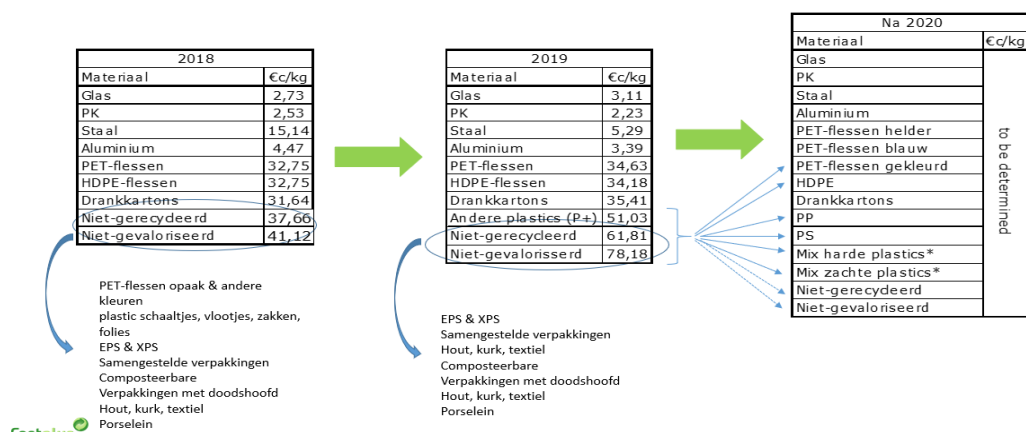 2018
Materiaal €c/kg
Glas 2,73
PK 2,53
Staal 15,14
Aluminium 4,47
PET-flessen 32,75
HDPE-flessen 32,75
Drankkartons 31,64
Niet-gerecycleerd 37,66
Niet-gevaloriseerd 41,12
PET-flessen opaak & andere
kleuren
plastic schaaltjes, vlootjes, zakken,
folies
EPS & XPS
Samengestelde verpakkingen
Composteerbare
Verpakkingen met doodshoofd
Hout, kurk, textiel
Porselein
2019
Materiaal €c/kg
Glas 3,11
PK 2,23
Staal 5,29
Aluminium 3,39
PET-flessen 34,63
HDPE-flessen 34,18
Drankkartons 35,41
Andere plastics (P+) 51,03
Niet-gerecycleerd 61,81
Niet-gevalorisserd 78,18
EPS & XPS
Samengestelde verpakkingen
Hout, kurk, textiel
Composteerbare
Verpakkingen met doodshoofd
Hout, kurk, textiel
Porselein
Na 2020
Materiaal €c/kg
Glas
PK
Staal
Aluminium
PET-flessen helder
PET-flessen blauw
PET-flessen gekleurd
HDPE
Drankkartons
PP
PS
Mix harde plastics*
Mix zachte plastics*
Niet-gerecycleerd
Niet-gevaloriseerd
to be determined